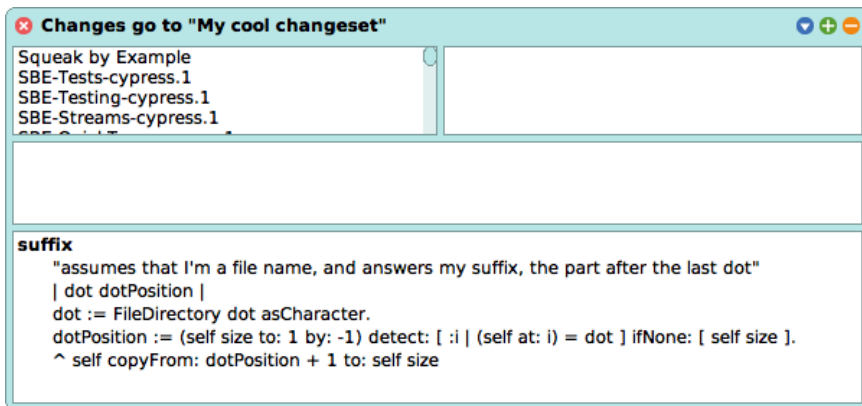 Changes go to "My cool changeset"
Squeak by Example
SBE-Tests-cypress.1
SBE-Testing-cypress.1
SBE-Streams-cypress.1
suffix
"assumes that I'm a file name, and answers my suffix, the part after the last dot"
| dot dotPosition |
dot := FileDirectory dot asCharacter.
dotPosition := (self size to: 1 by: -1) detect: [ :i | (self at: i) = dot ] ifNone: [ self size ].
^ self copyFrom: dotPosition + 1 to: self size